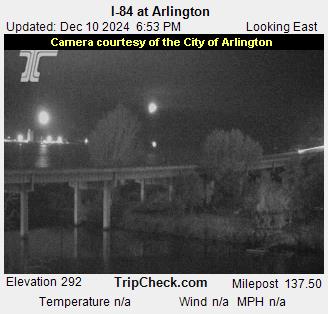 I-84 at Arlington
Updated: Dec 10 2024 6:53 PM Looking East
Camera courtesy of the City of Arlington
Elevation 292 TripCheck.com Milepost 137.50
Temperature n/a Wind n/a MPH n/a